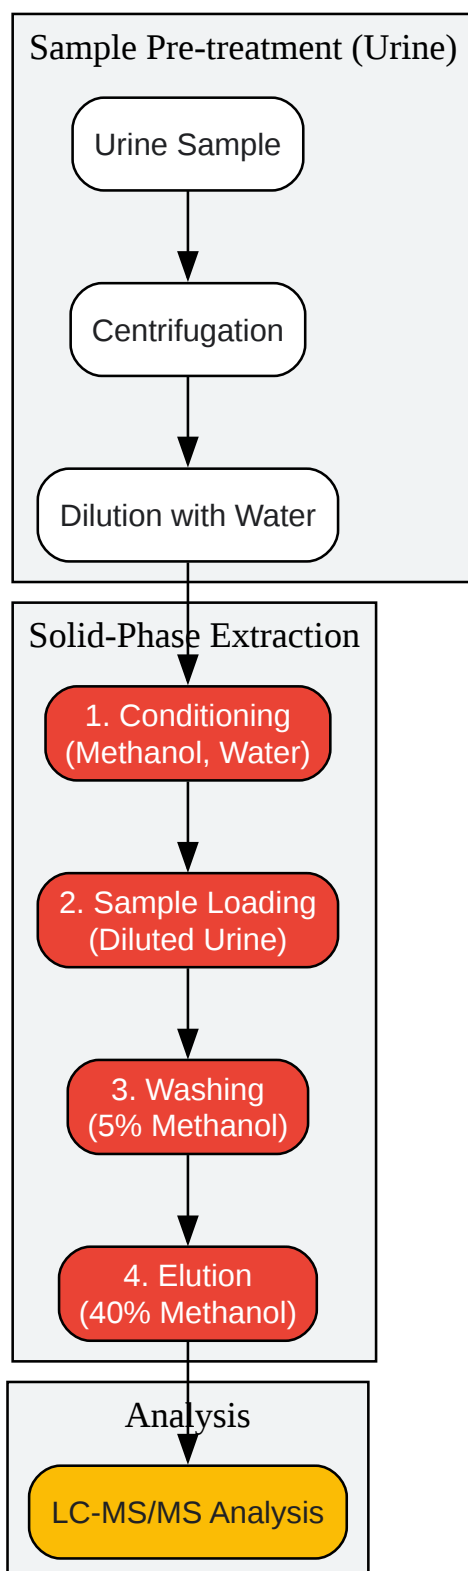 Sample Pre-treatment (Urine)
Urine Sample
Centrifugation
Dilution with Water
Solid-Phase Extraction
1. Conditioning
(Methanol, Water)
2. Sample Loading
(Diluted Urine)
3. Washing
(5% Methanol)
4. Elution
(40% Methanol)
Analysis
LC-MS/MS Analysis